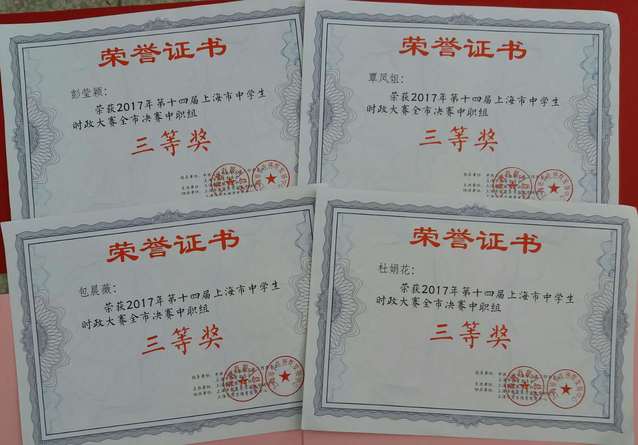 荣誉证书
彭莹颖：
荣获2017年第十四届上海市中学生
时政大赛全市决赛中职组
三等奖
荣誉证书
覃凤姐：
荣获2017年第十四届上海市中学生
时政大赛全市决赛中职组
三等奖
荣誉证书
包晨薇：
荣获2017年第十四届上海市中学生
时政大赛全市决赛中职组
三等奖
荣誉证书
杜娟花：
荣获2017年第十四届上海市中学生
时政大赛全市决赛中职组
三等奖